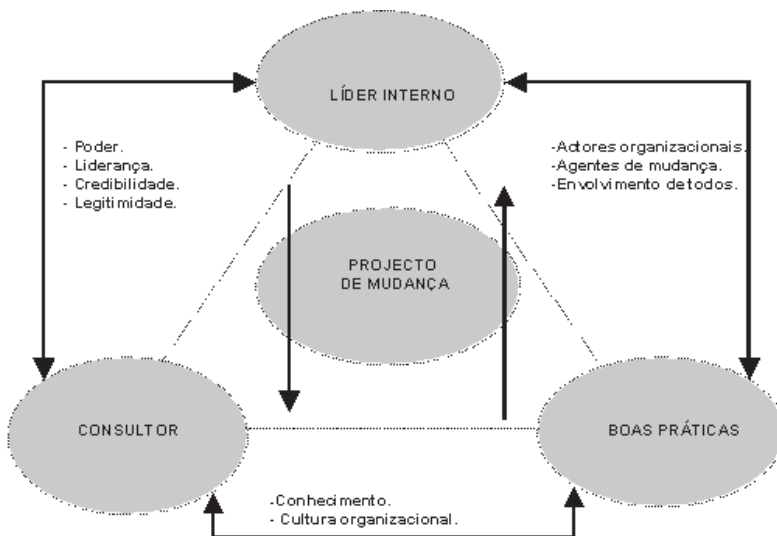 LÍDER INTERNO
- Poder.
- Liderança.
- Credibilidade.
- Legitimidade.
-Actores organizacionais.
-Agentes de mudança.
-Envolvimento de todos.
PROJECTO
DE MUDANÇA
CONSULTOR
BOAS PRÁTICAS
-Conhecimento.
- Cultura organizacional.